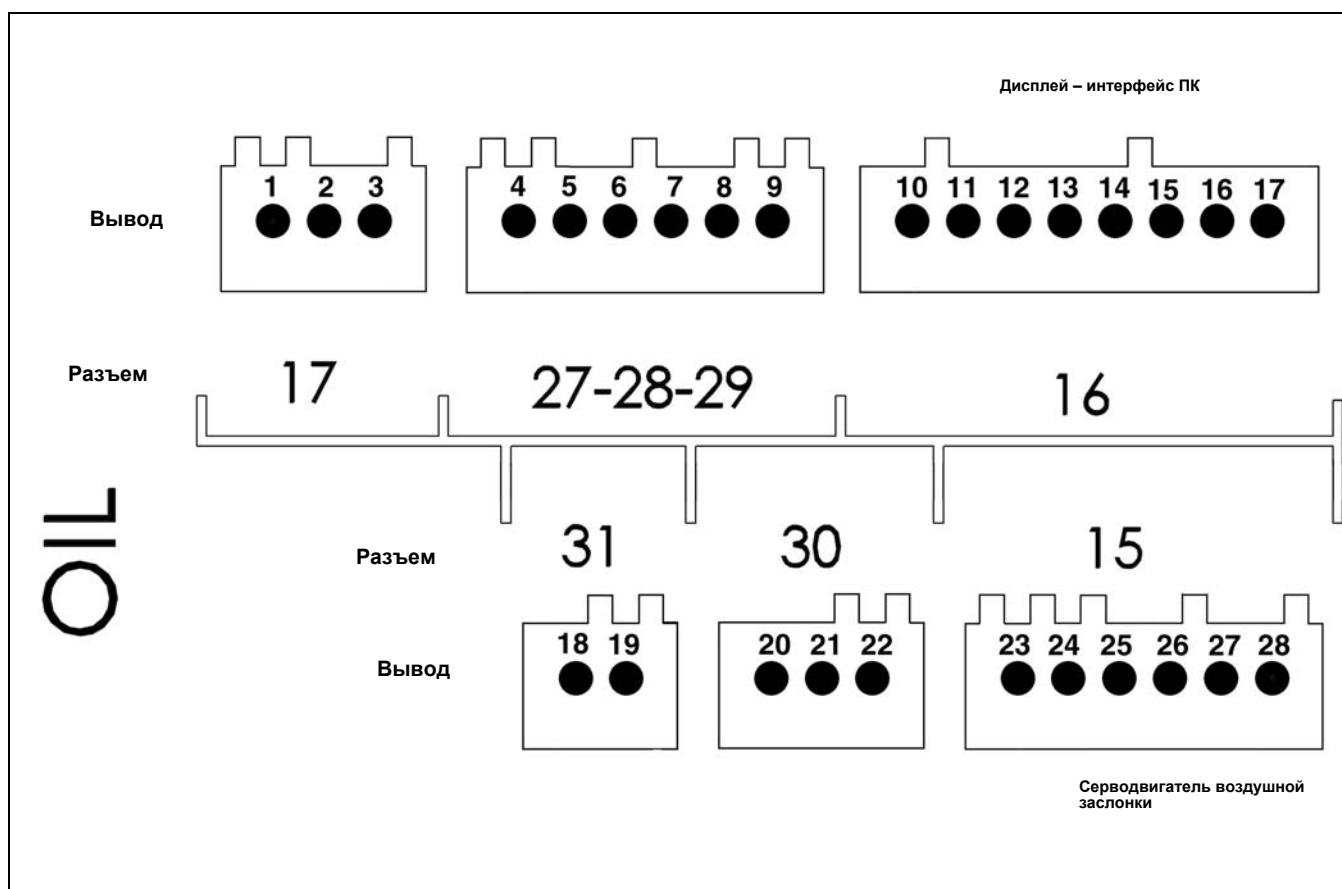 Дисплей – интерфейс ПК
1 2 3 4 5 6 7 8 9 10 11 12 13 14 15 16 17
Вывод
Разъем 17 27-28-29 16
OIL
Разъем 31 30 15
18 19 20 21 22 23 24 25 26 27 28
Вывод
Серводвигатель воздушной
заслонки